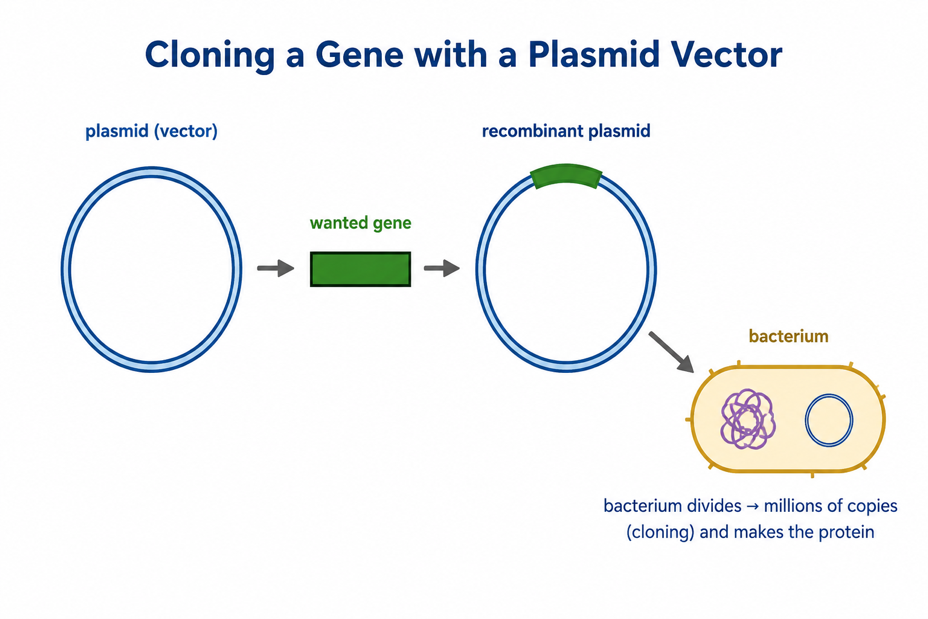 Cloning a Gene with a Plasmid Vector
plasmid (vector)
recombinant plasmid
wanted gene
bacterium
bacterium divides → millions of copies
(cloning) and makes the protein